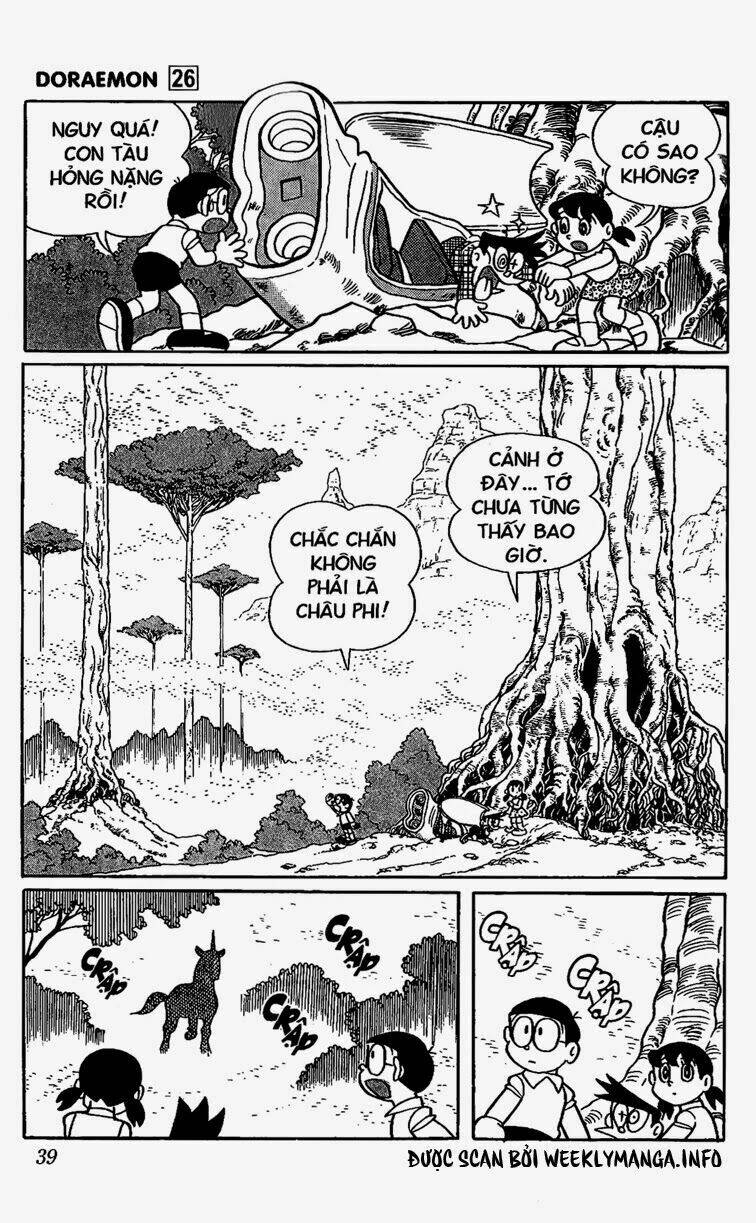 DORAEMON 26
NGUY QUÁ!
CON TÀU
HỎNG NẶNG
RỒI!
CẬU
CÓ SAO
KHÔNG?
CẢNH Ở
ĐÂY... TỚ
CHƯA TỪNG
THẤY BAO
GIỜ.
CHẮC CHẮN
KHÔNG
PHẢI LÀ
CHÂU PHI!
CRẬP
CRẬP
CRẬP
CRẬP
CRẬP
39
ĐƯỢC SCAN BỞI WEEKLYMANGA.INFO